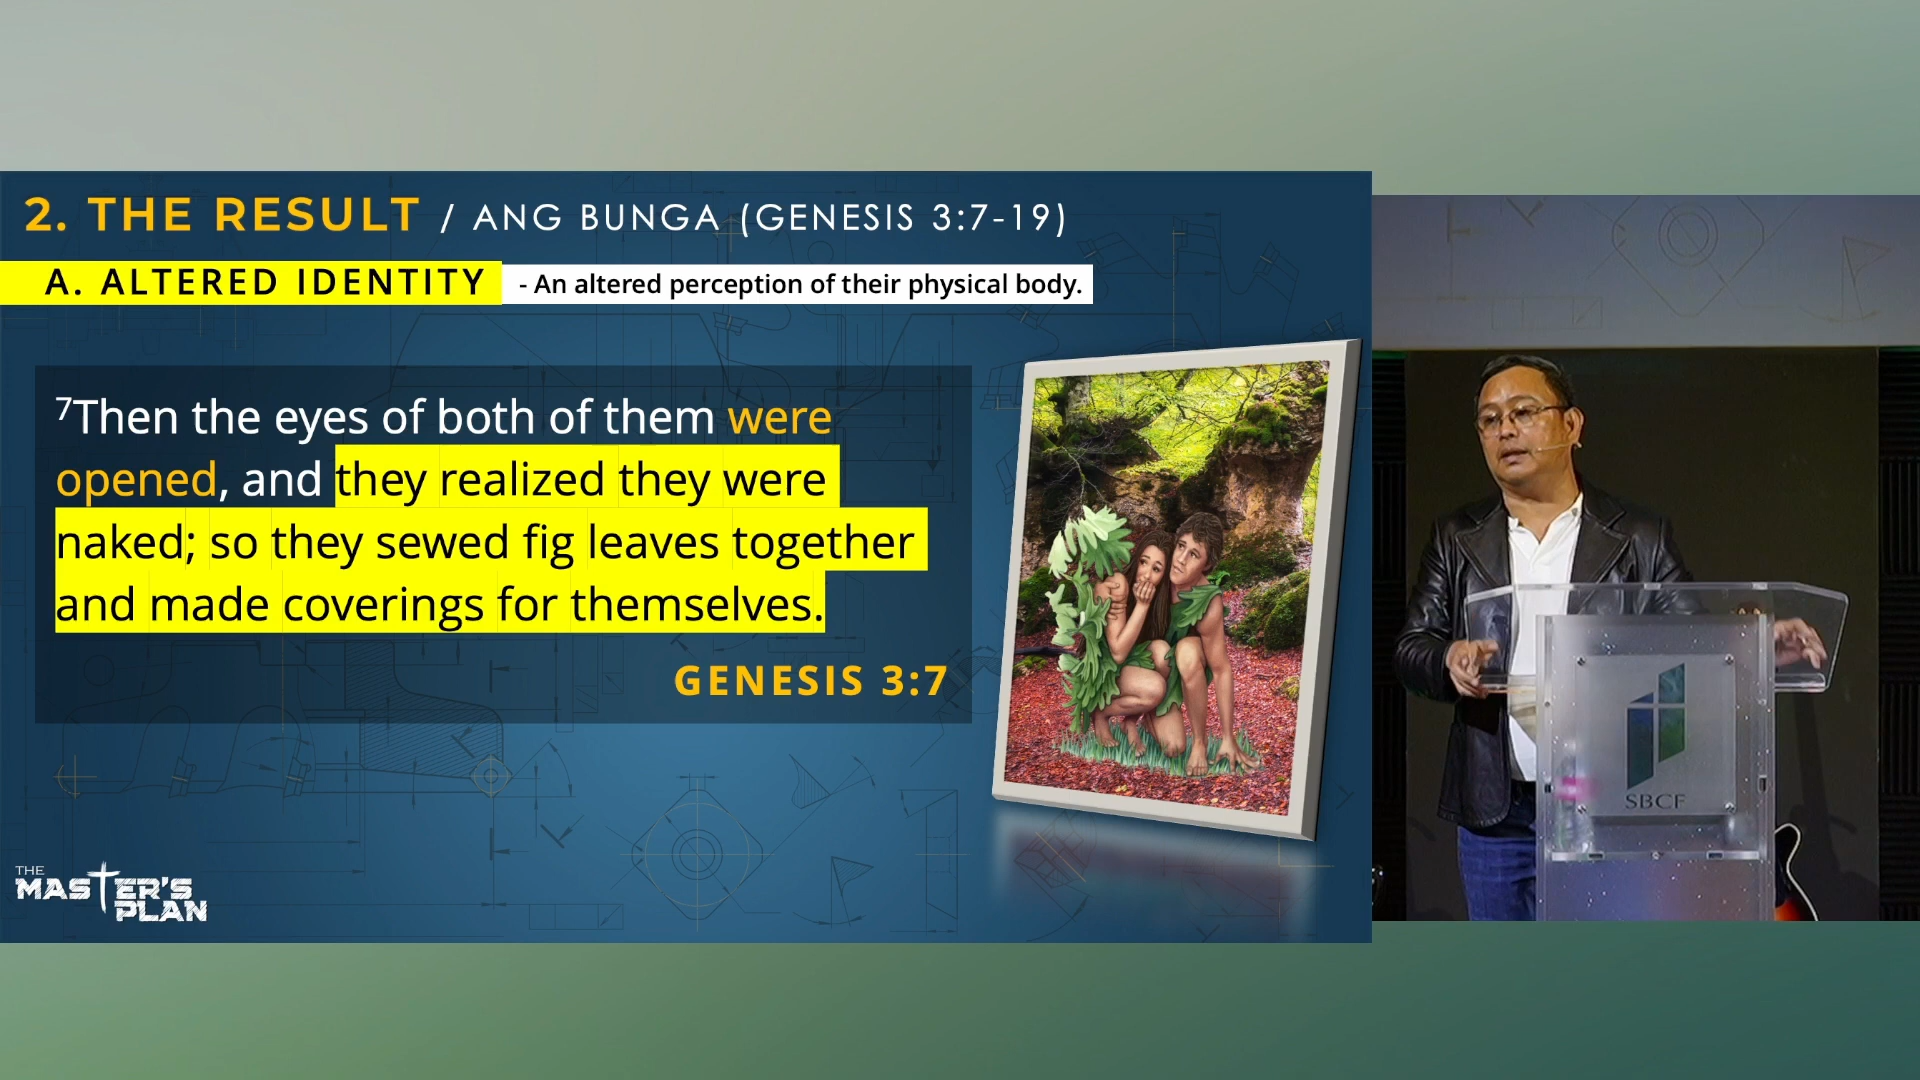 2. THE RESULT / ANG BUNGA (GENESIS 3:7-19)
A. ALTERED IDENTITY - An altered perception of their physical body.
⁷Then the eyes of both of them were
opened, and they realized they were
naked; so they sewed fig leaves together
and made coverings for themselves.
GENESIS 3:7
THE
MASTER'S
PLAN
SBCF